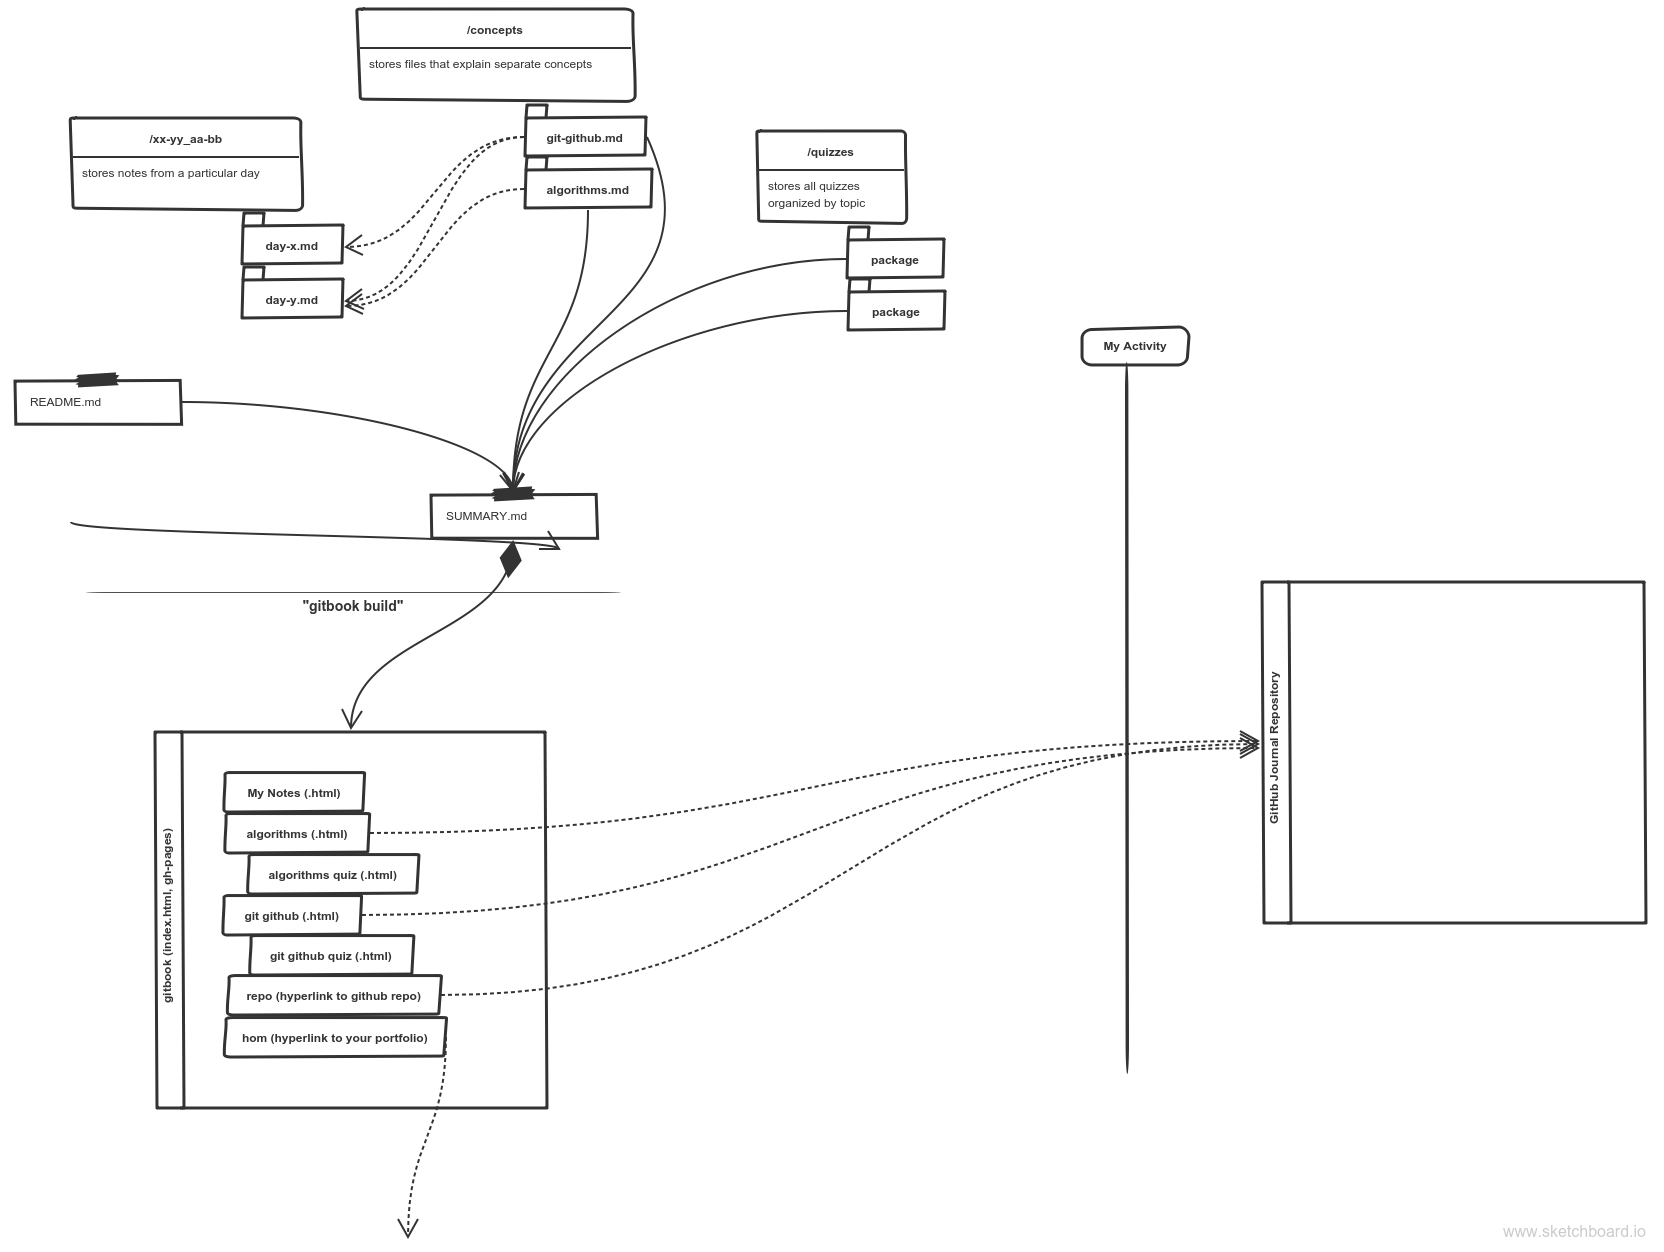 /concepts
stores files that explain separate concepts
/xx-yy_aa-bb
stores notes from a particular day
git-github.md
algorithms.md
/quizzes
stores all quizzes
organized by topic
day-x.md
day-y.md
package
package
My Activity
README.md
SUMMARY.md
"gitbook build"
GitHub Journal Repository
gitbook (index.html, gh-pages)
My Notes (.html)
algorithms (.html)
algorithms quiz (.html)
git github (.html)
git github quiz (.html)
repo (hyperlink to github repo)
hom (hyperlink to your portfolio)
www.sketchboard.io